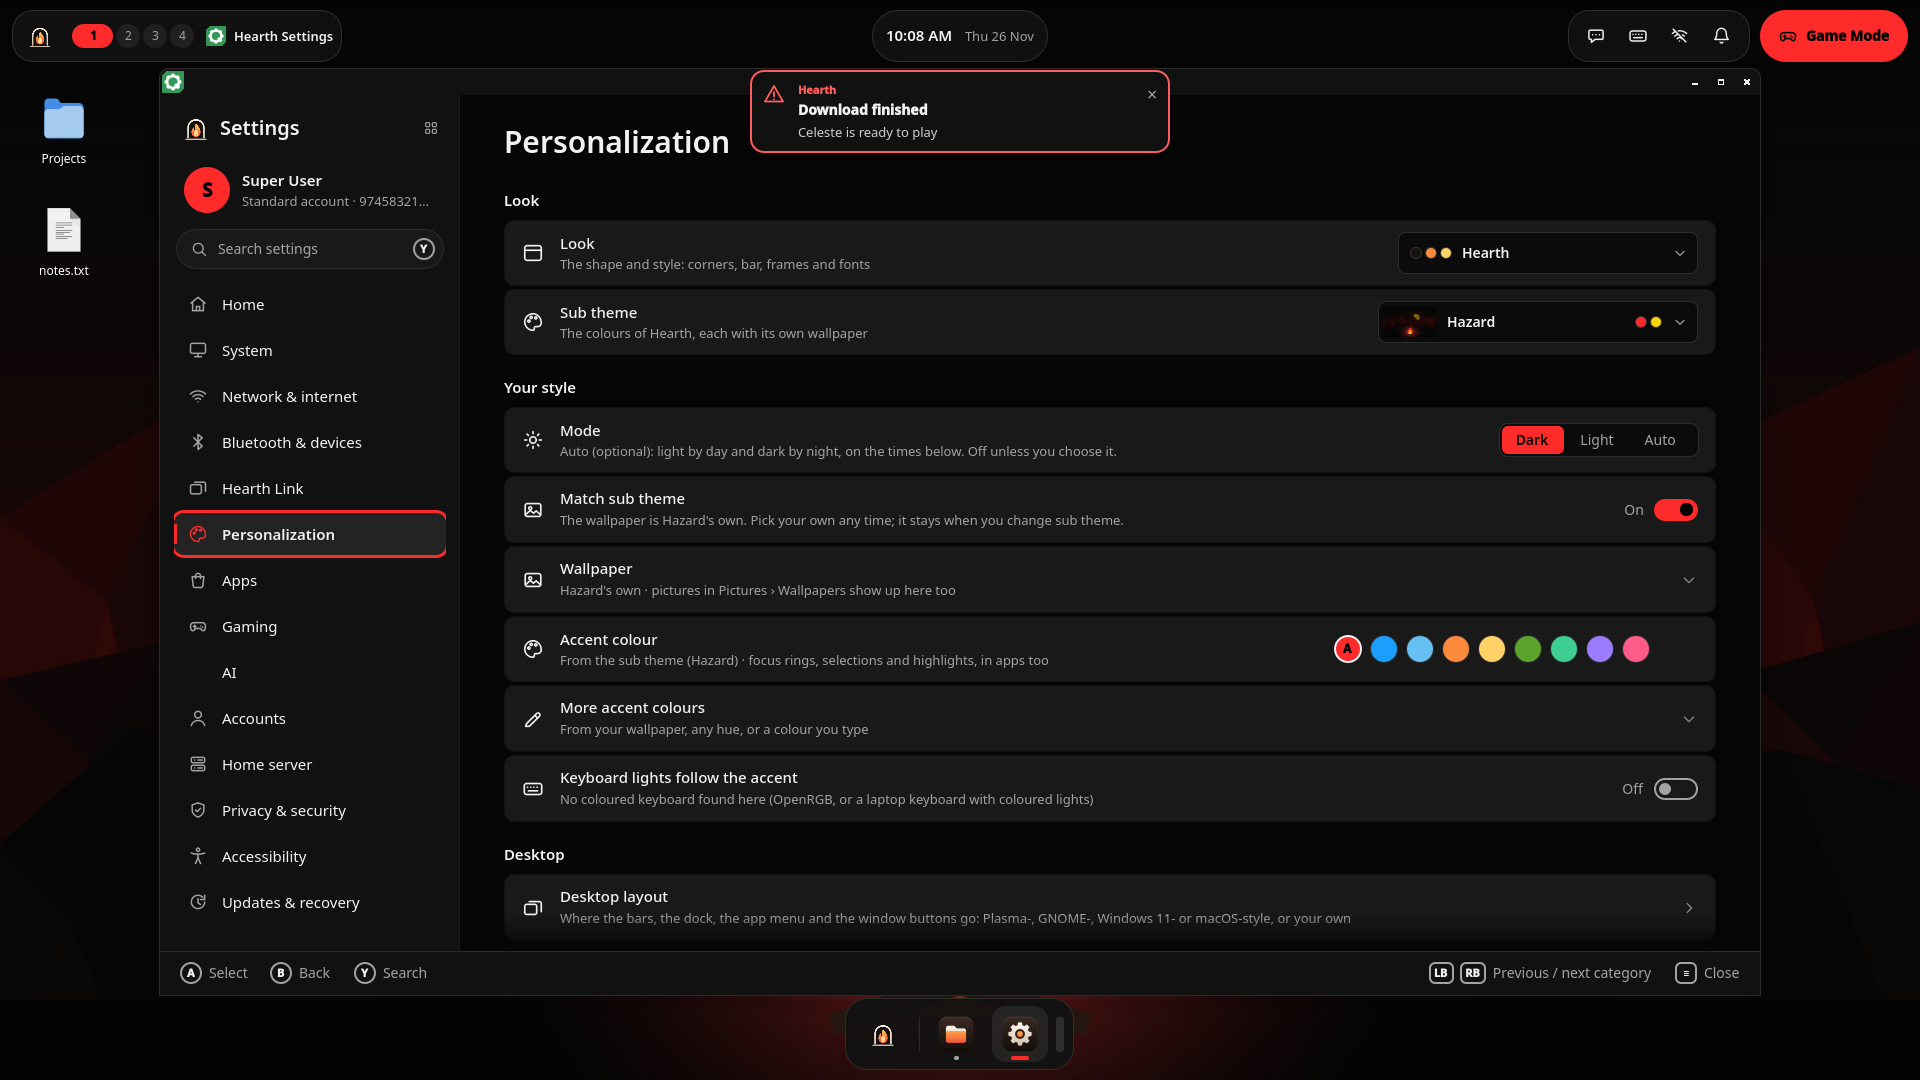 1 2 3 4 Hearth Settings
10:08 AM Thu 26 Nov
Game Mode
Hearth
Download finished
Celeste is ready to play
Projects
notes.txt
Settings
S
Super User
Standard account · 97458321...
Search settings Y
Home
System
Network & internet
Bluetooth & devices
Hearth Link
Personalization
Apps
Gaming
AI
Accounts
Home server
Privacy & security
Accessibility
Updates & recovery
Personalization
Look
Look
The shape and style: corners, bar, frames and fonts
Hearth
Sub theme
The colours of Hearth, each with its own wallpaper
Hazard
Your style
Mode
Auto (optional): light by day and dark by night, on the times below. Off unless you choose it.
Dark Light Auto
Match sub theme
The wallpaper is Hazard's own. Pick your own any time; it stays when you change sub theme.
On
Wallpaper
Hazard's own · pictures in Pictures › Wallpapers show up here too
Accent colour
From the sub theme (Hazard) · focus rings, selections and highlights, in apps too
A
More accent colours
From your wallpaper, any hue, or a colour you type
Keyboard lights follow the accent
No coloured keyboard found here (OpenRGB, or a laptop keyboard with coloured lights)
Off
Desktop
Desktop layout
Where the bars, the dock, the app menu and the window buttons go: Plasma-, GNOME-, Windows 11- or macOS-style, or your own
A Select B Back Y Search
LB RB Previous / next category Close